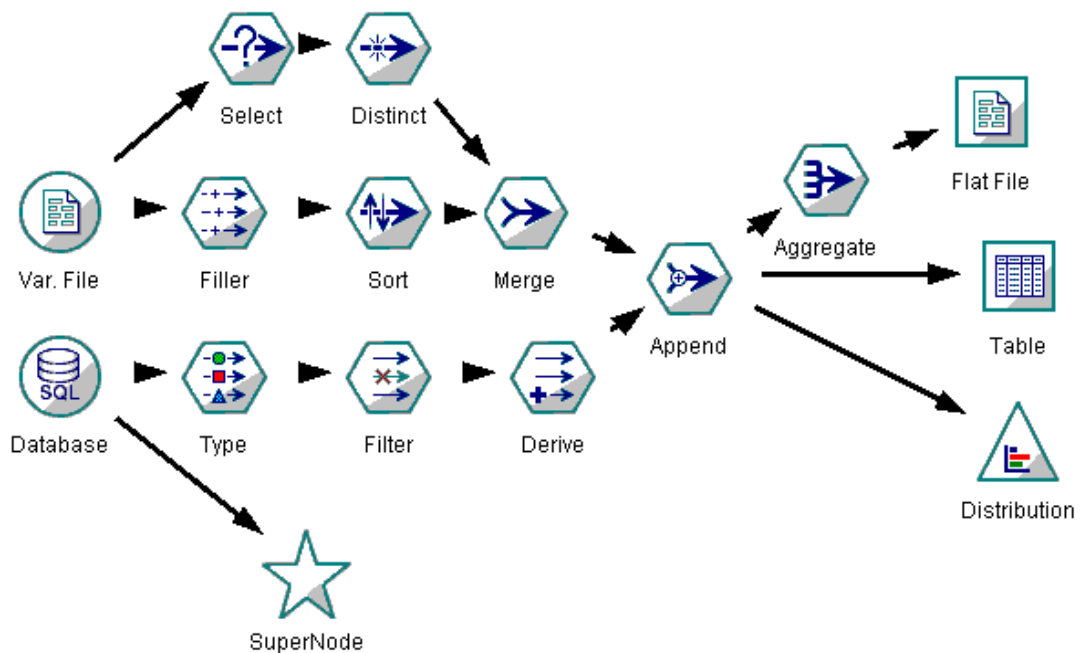 Select
Distinct
Flat File
Var. File
Filler
Sort
Merge
Aggregate
Append
Table
SQL
Database
Type
Filter
Derive
Distribution
SuperNode